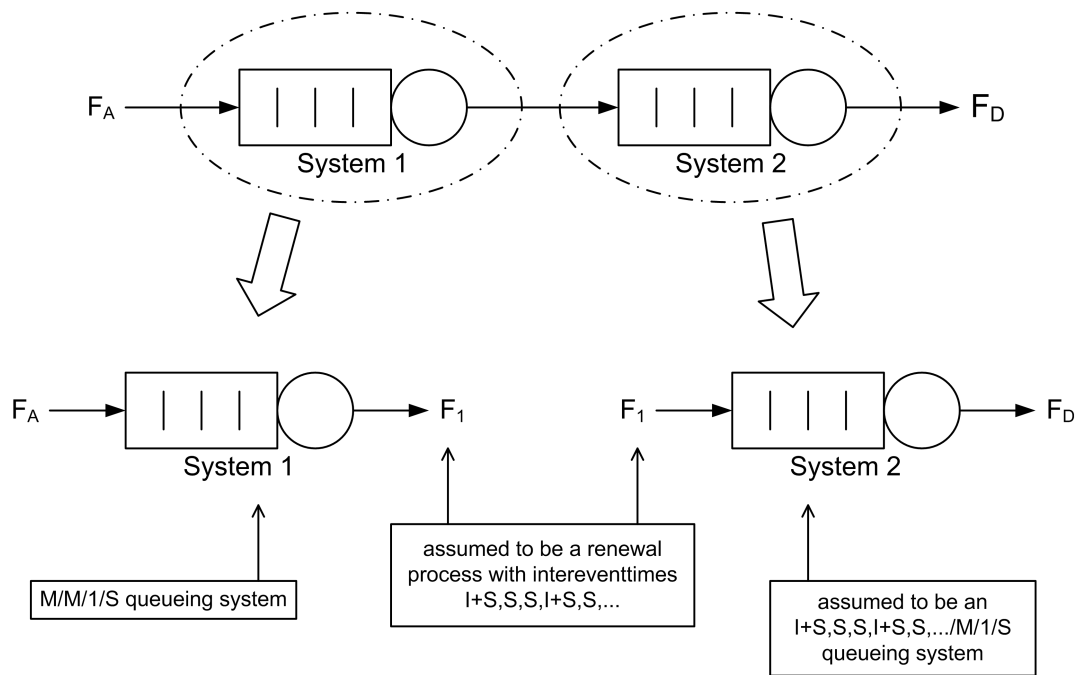 F_A
System 1
System 2
F_D
F_A
System 1
F_1
F_1
System 2
F_D
M/M/1/S queueing system
assumed to be a renewal
process with intereventtimes
I+S,S,S,I+S,S,...
assumed to be an
I+S,S,S,I+S,S,.../M/1/S
queueing system